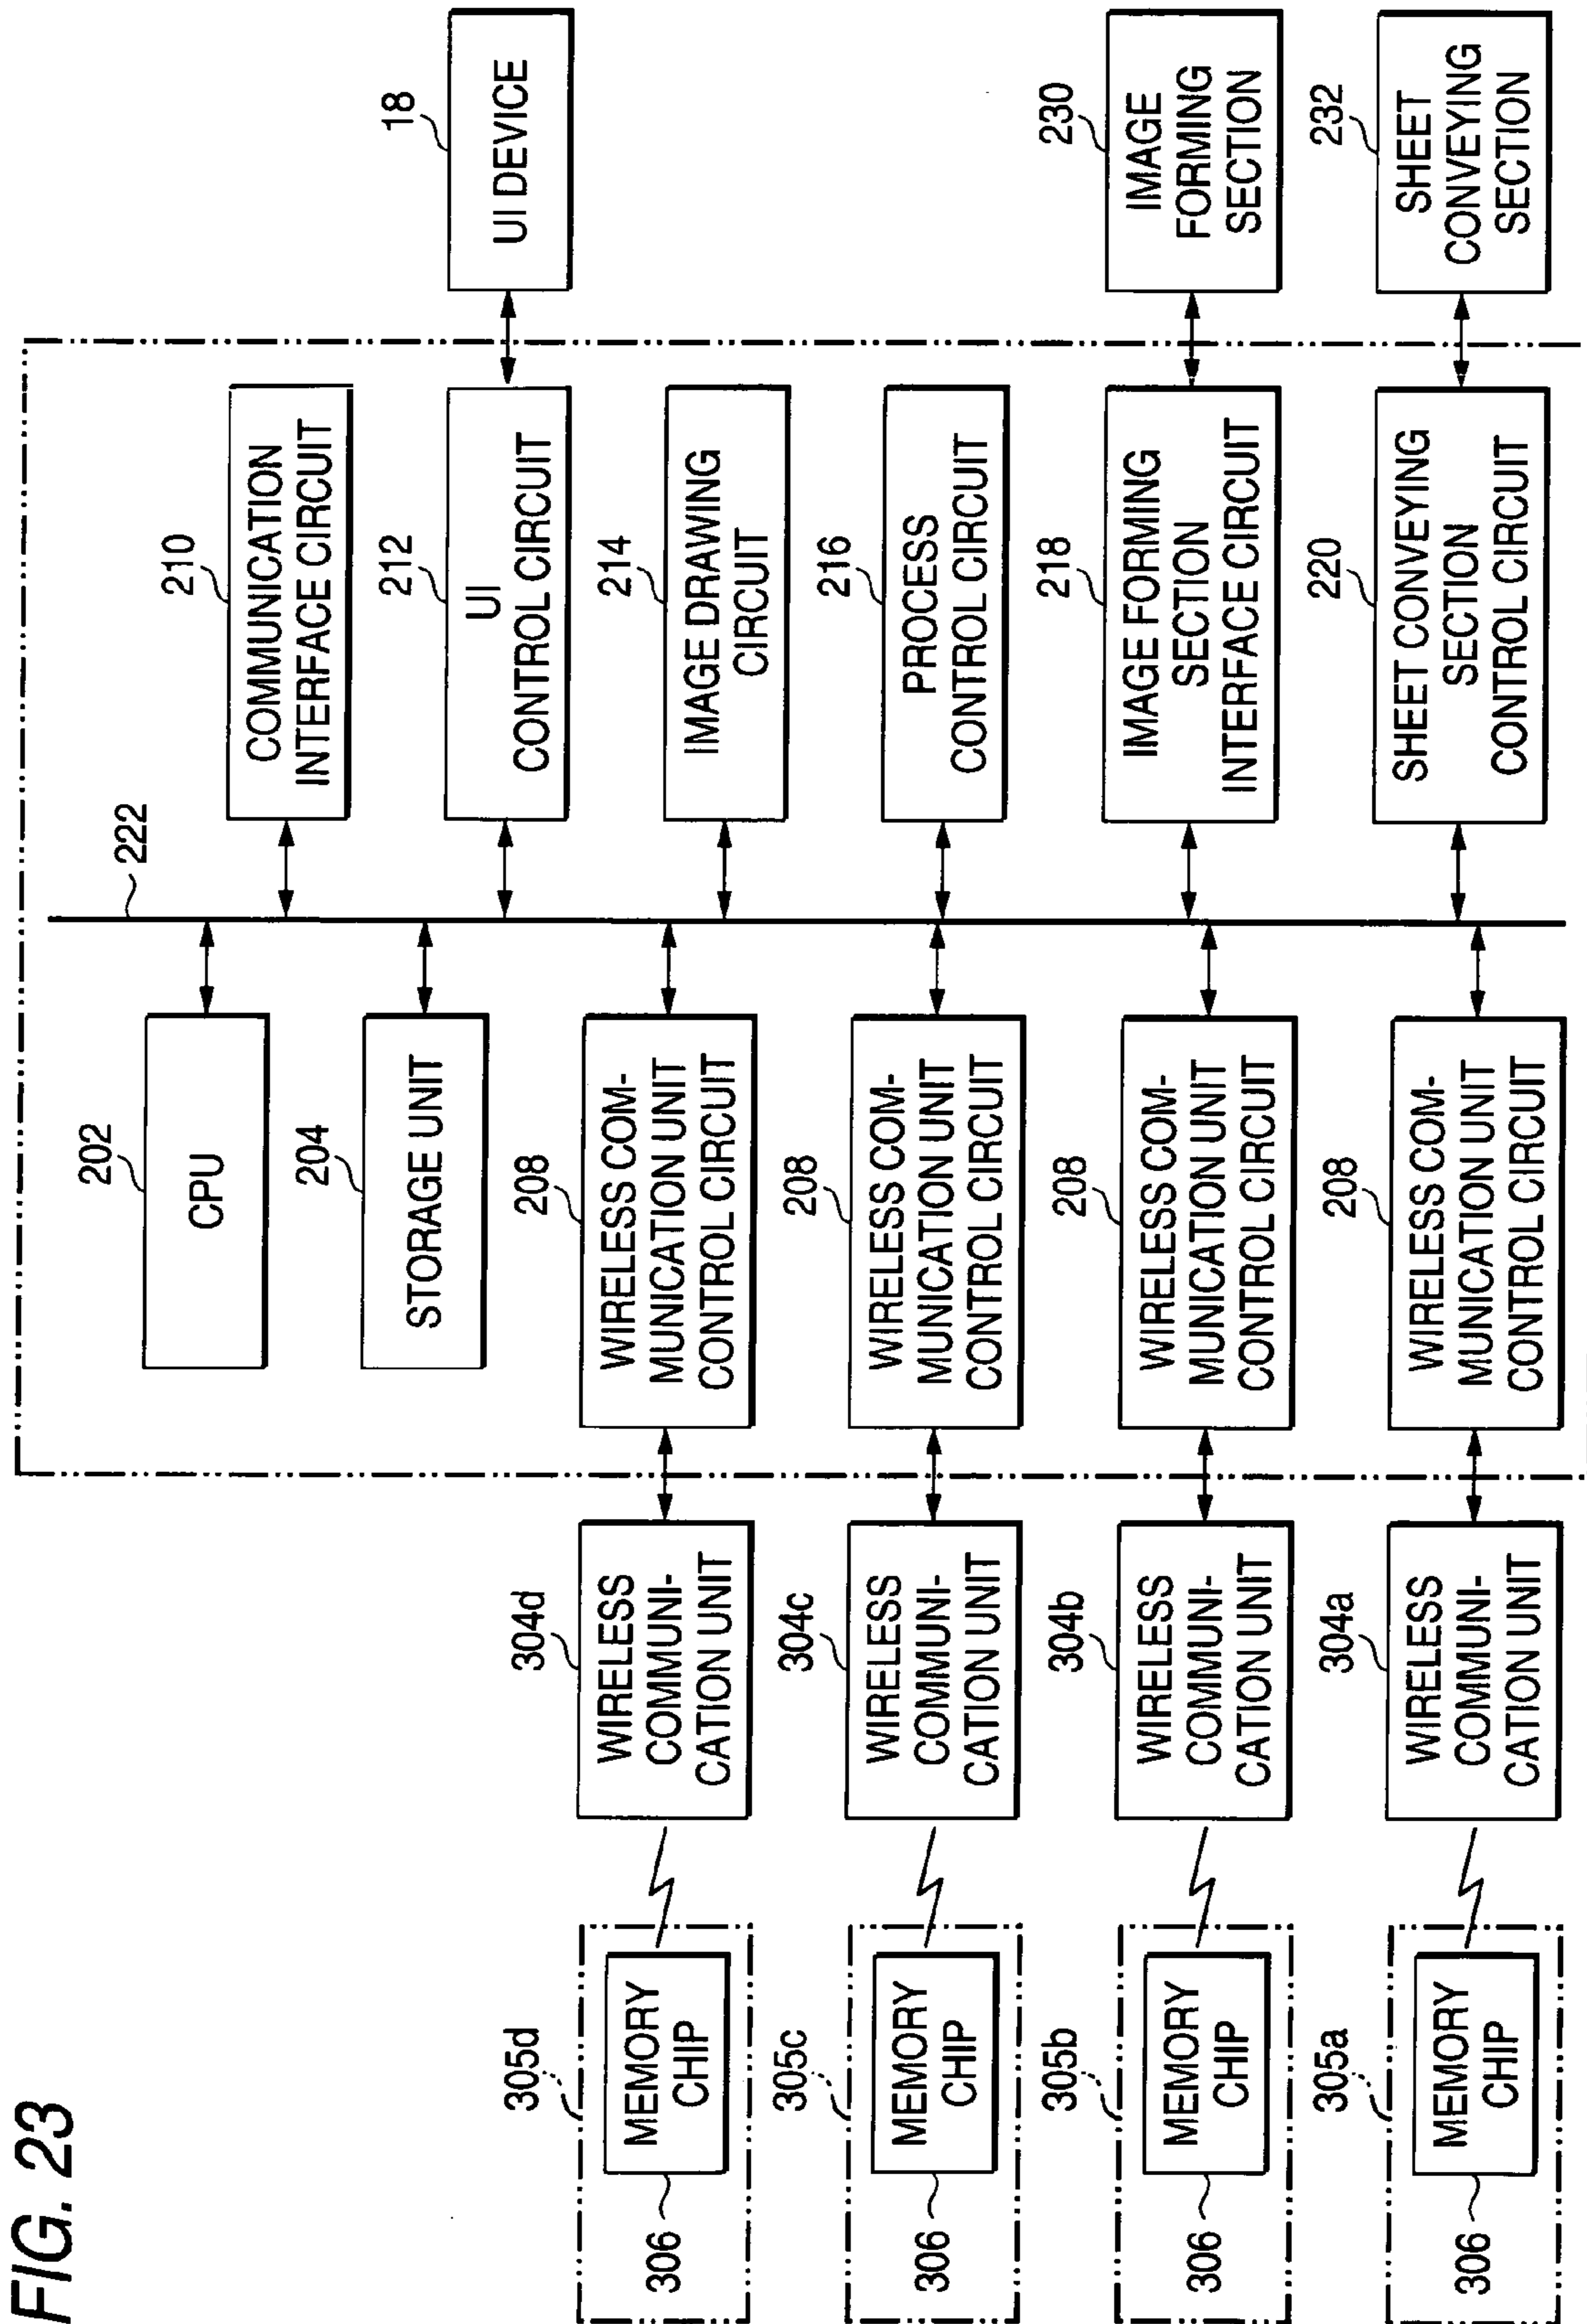 FIG. 23
222
202
CPU
204
STORAGE UNIT
208
WIRELESS COM-
MUNICATION UNIT
CONTROL CIRCUIT
208
WIRELESS COM-
MUNICATION UNIT
CONTROL CIRCUIT
208
WIRELESS COM-
MUNICATION UNIT
CONTROL CIRCUIT
208
WIRELESS COM-
MUNICATION UNIT
CONTROL CIRCUIT
210
COMMUNICATION
INTERFACE CIRCUIT
212
UI
CONTROL CIRCUIT
214
IMAGE DRAWING
CIRCUIT
216
PROCESS
CONTROL CIRCUIT
218
IMAGE FORMING
SECTION
INTERFACE CIRCUIT
220
SHEET CONVEYING
SECTION
CONTROL CIRCUIT
18
UI DEVICE
230
IMAGE
FORMING
SECTION
232
SHEET
CONVEYING
SECTION
304d
WIRELESS
COMMUNI-
CATION UNIT
304c
WIRELESS
COMMUNI-
CATION UNIT
304b
WIRELESS
COMMUNI-
CATION UNIT
304a
WIRELESS
COMMUNI-
CATION UNIT
305d
MEMORY
CHIP
306
305c
MEMORY
CHIP
306
305b
MEMORY
CHIP
306
305a
MEMORY
CHIP
306